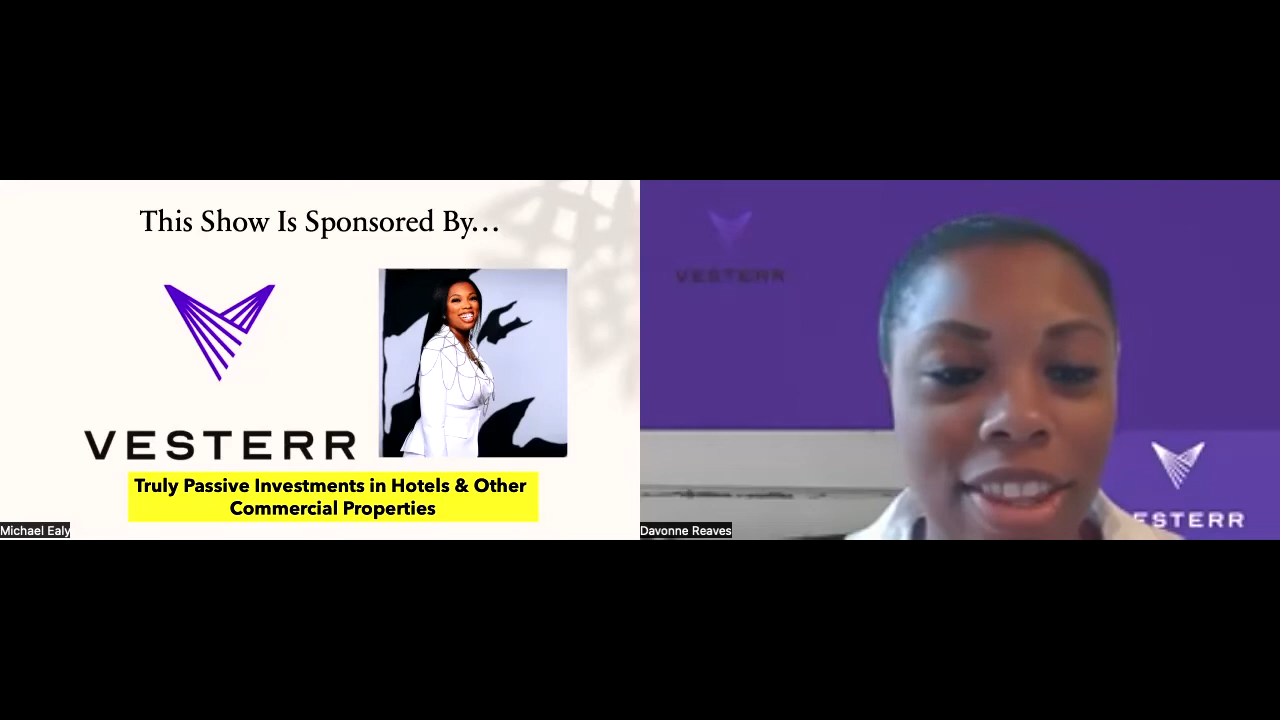 This Show Is Sponsored By...
VESTERR
Truly Passive Investments in Hotels & Other
Commercial Properties
Michael Ealy
VESTERR
ESTERR
Davonne Reaves